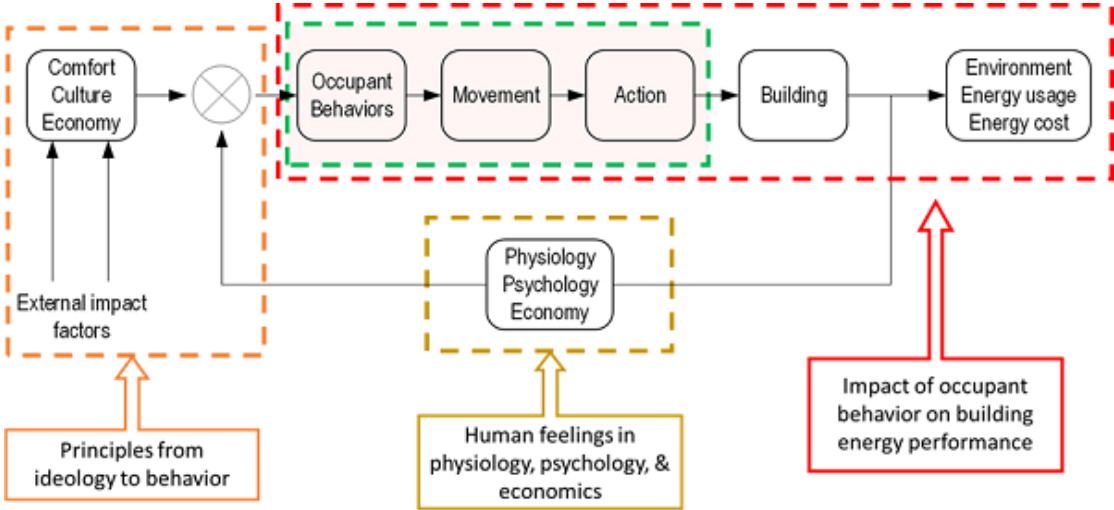 Comfort
Culture
Economy
Occupant
Behaviors
Movement
Action
Building
Environment
Energy usage
Energy cost
External impact
factors
Physiology
Psychology
Economy
Principles from
ideology to behavior
Human feelings in
physiology, psychology, &
economics
Impact of occupant
behavior on building
energy performance